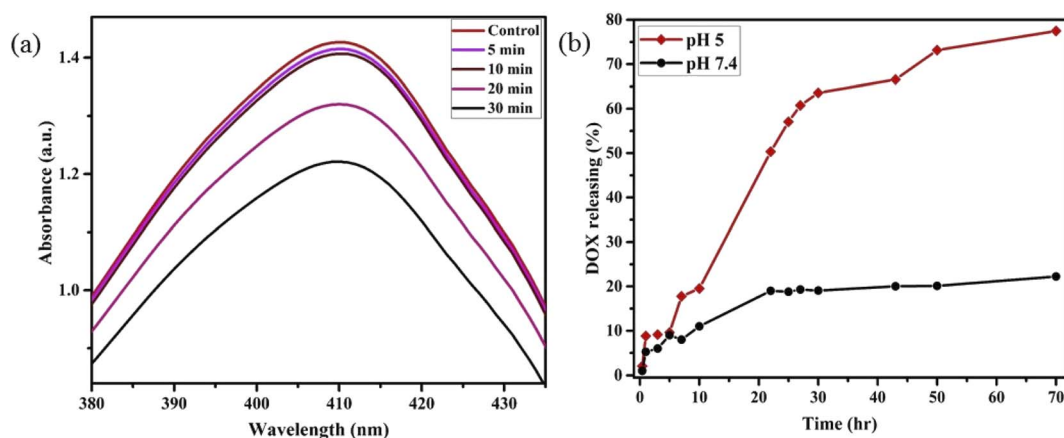 (a)
Control
5 min
10 min
20 min
30 min
1.4
1.2
1.0
Absorbance (a.u.)
380 390 400 410 420 430
Wavelength (nm)
(b)
pH 5
pH 7.4
80
70
60
50
40
30
20
10
0
DOX releasing (%)
0 10 20 30 40 50 60 70
Time (hr)